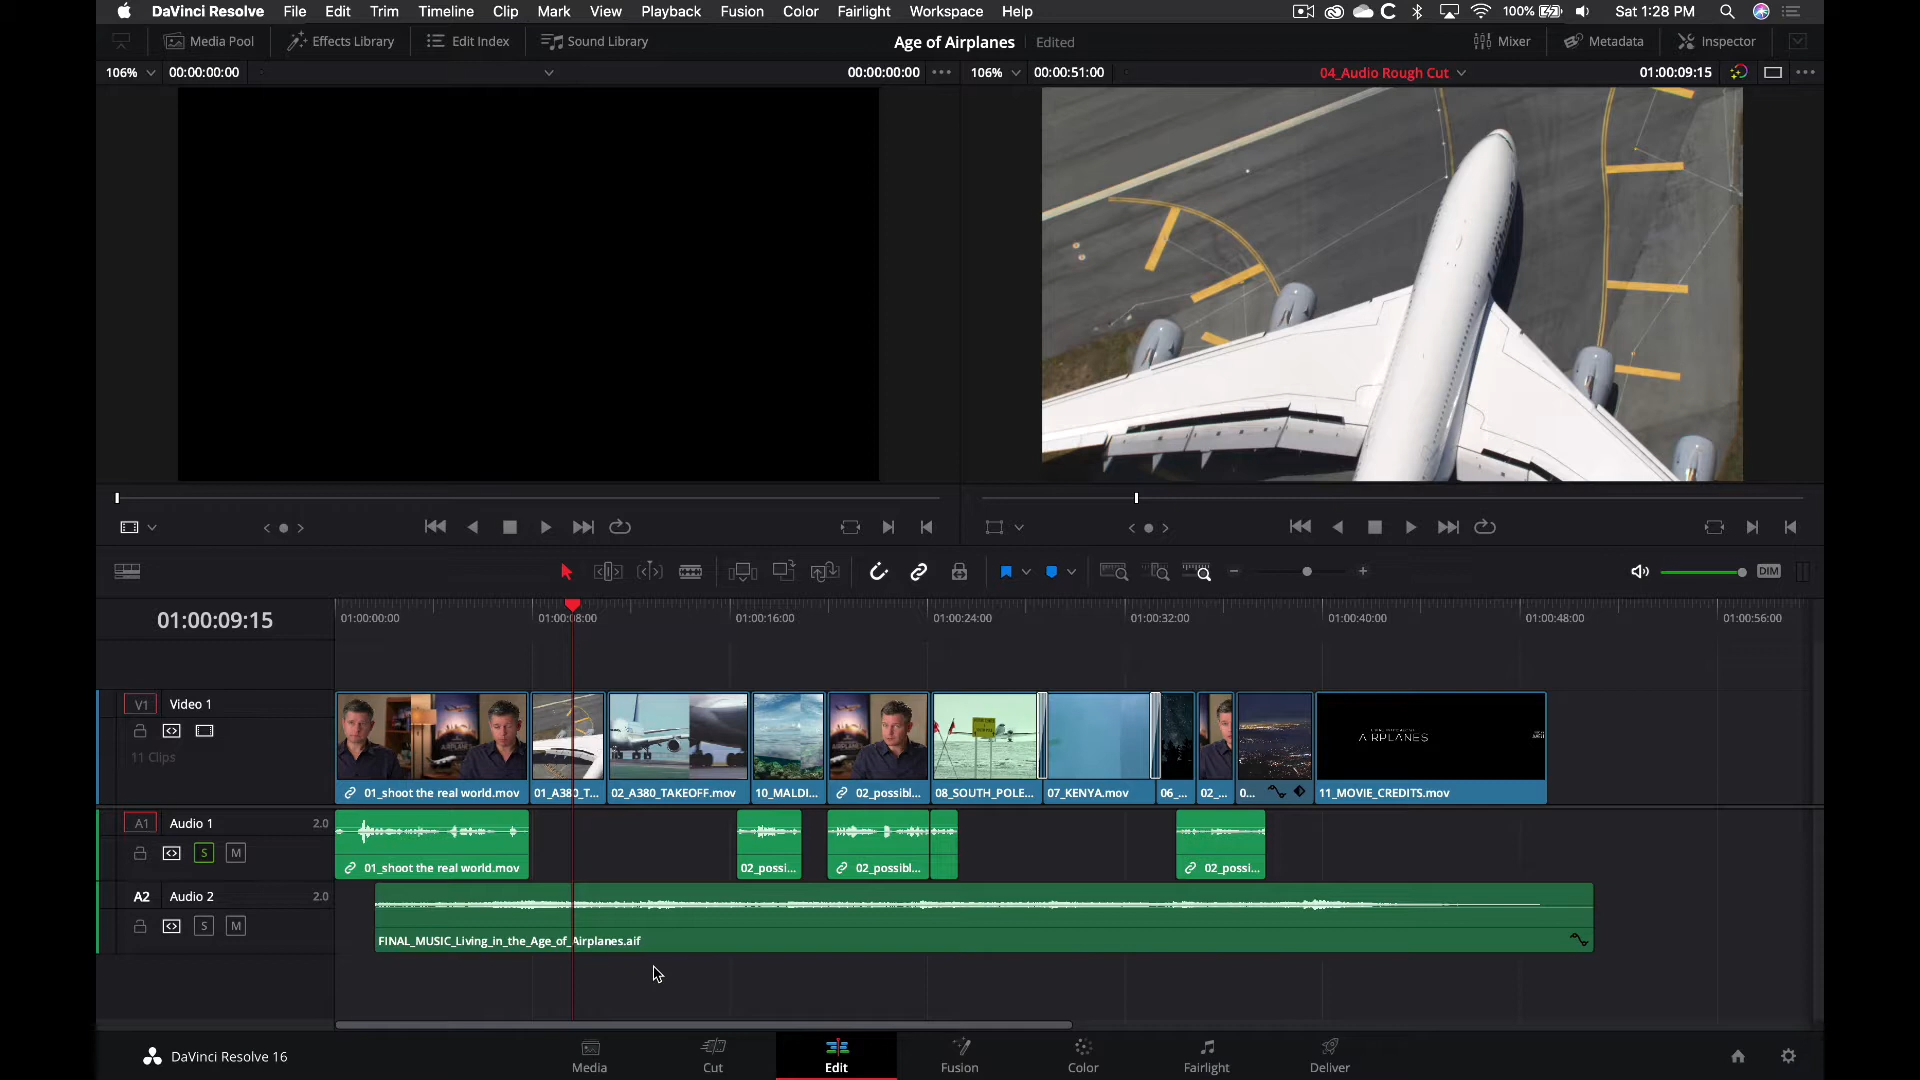 DaVinci Resolve File Edit Trim Timeline Clip Mark View Playback Fusion Color Fairlight Workspace Help 100% Sat 1:28 PM
Media Pool Effects Library Edit Index Sound Library Age of Airplanes Edited Mixer Metadata Inspector
106% 00:00:00:00 00:00:00:00 106% 00:00:51:00 04_Audio Rough Cut 01:00:09:15
DIM
01:00:09:15 01:00:00:00 01:00:08:00 01:00:16:00 01:00:24:00 01:00:32:00 01:00:40:00 01:00:48:00 01:00:56:00
V1 Video 1
11 Clips
AIRPLANES
01_shoot the real world.mov 01_A380_T... 02_A380_TAKEOFF.mov 10_MALDI... 02_possibl... 08_SOUTH_POLE... 07_KENYA.mov 06_... 02_... 0... 11_MOVIE_CREDITS.mov
A1 Audio 1 2.0
S M
01_shoot the real world.mov 02_possi... 02_possibl... 02_possi...
A2 Audio 2 2.0
S M
FINAL_MUSIC_Living_in_the_Age_of_Airplanes.aif
DaVinci Resolve 16 Media Cut Edit Fusion Color Fairlight Deliver